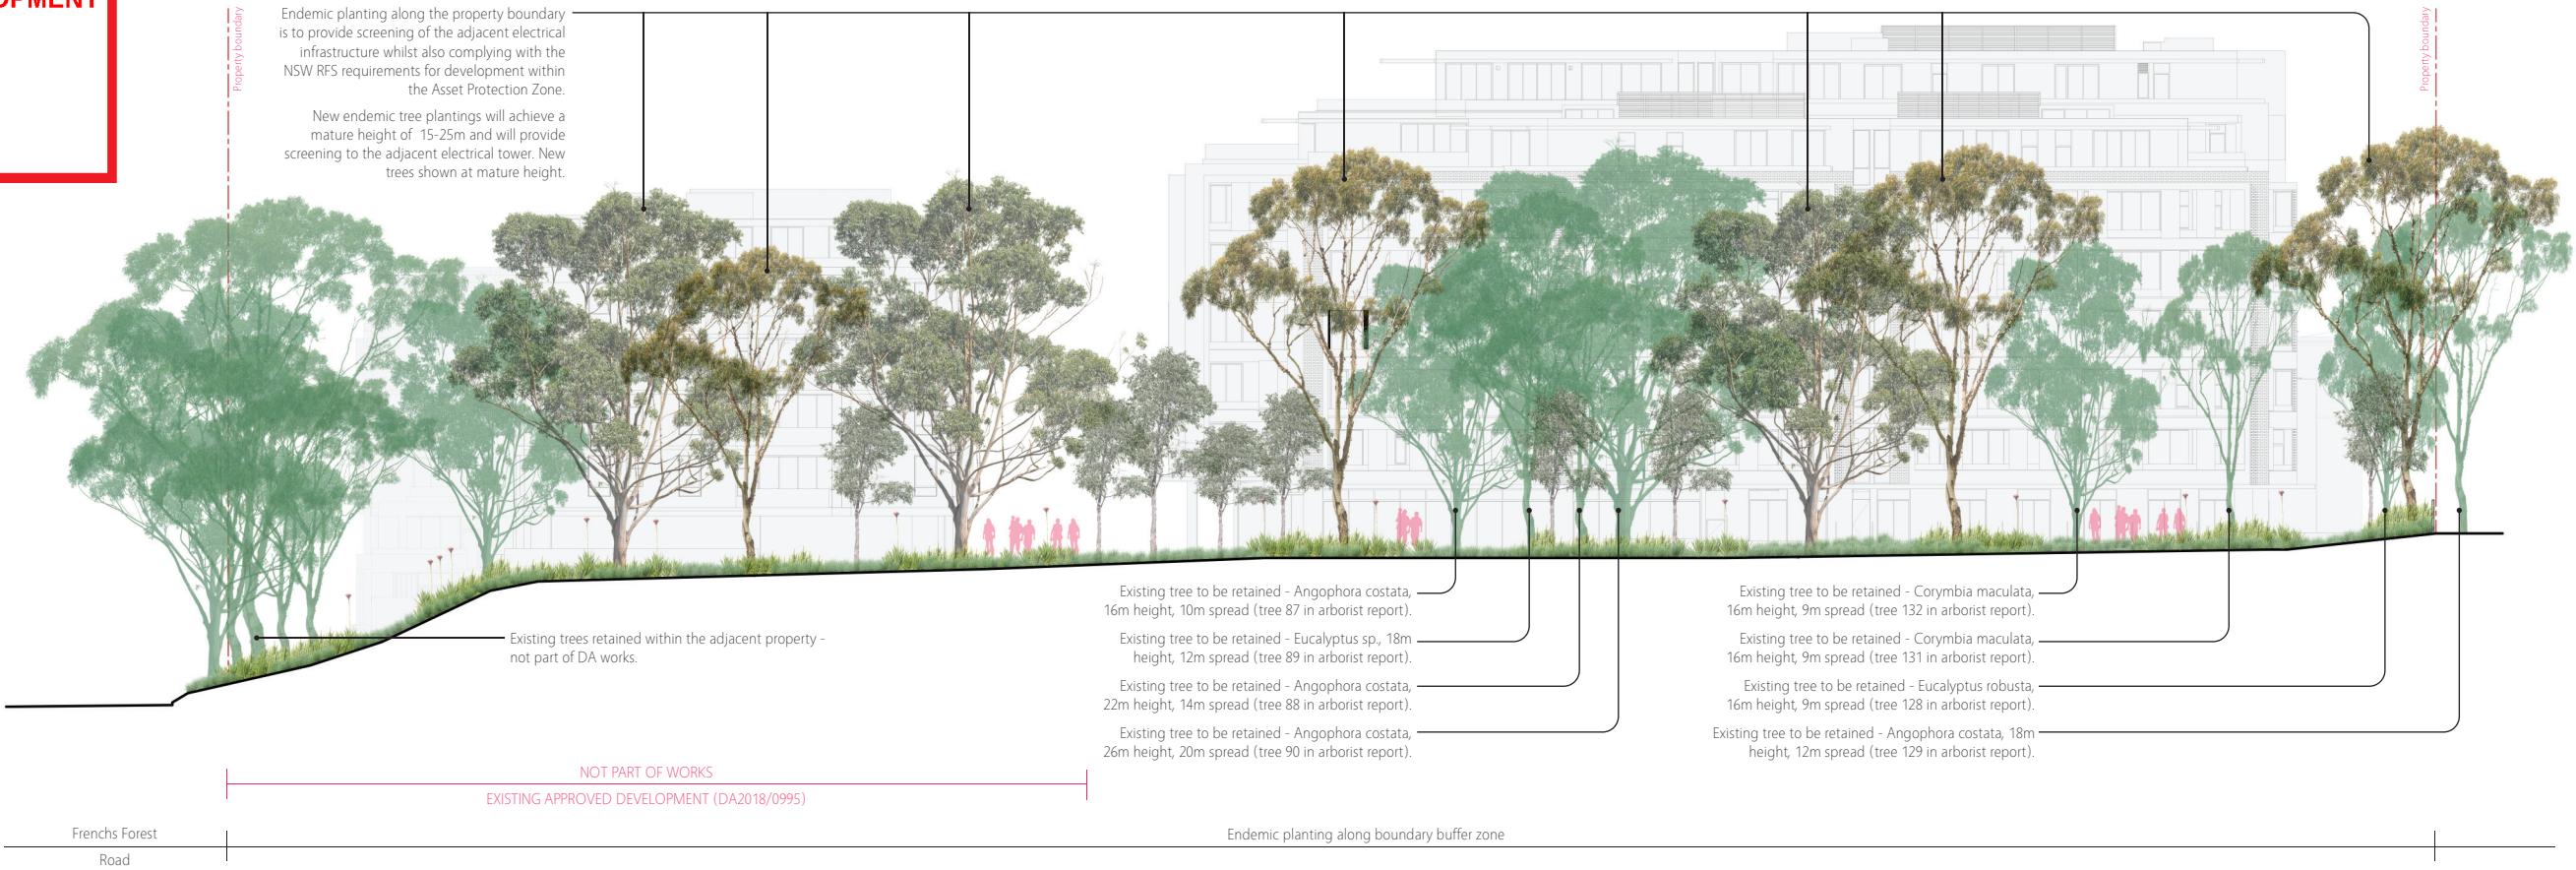 Endemic planting along the property boundary
is to provide screening of the adjacent electrical
infrastructure whilst also complying with the
NSW RFS requirements for development within
the Asset Protection Zone.
New endemic tree plantings will achieve a
mature height of 15-25m and will provide
screening to the adjacent electrical tower. New
trees shown at mature height.
Property boundary
Property boundary
Existing trees retained within the adjacent property -
not part of DA works.
Existing tree to be retained - Angophora costata,
16m height, 10m spread (tree 87 in arborist report).
Existing tree to be retained - Eucalyptus sp., 18m
height, 12m spread (tree 89 in arborist report).
Existing tree to be retained - Angophora costata,
22m height, 14m spread (tree 88 in arborist report).
Existing tree to be retained - Angophora costata,
26m height, 20m spread (tree 90 in arborist report).
Existing tree to be retained - Corymbia maculata,
16m height, 9m spread (tree 132 in arborist report).
Existing tree to be retained - Corymbia maculata,
16m height, 9m spread (tree 131 in arborist report).
Existing tree to be retained - Eucalyptus robusta,
16m height, 9m spread (tree 128 in arborist report).
Existing tree to be retained - Angophora costata, 18m
height, 12m spread (tree 129 in arborist report).
NOT PART OF WORKS
EXISTING APPROVED DEVELOPMENT (DA2018/0995)
Frenchs Forest
Road
Endemic planting along boundary buffer zone